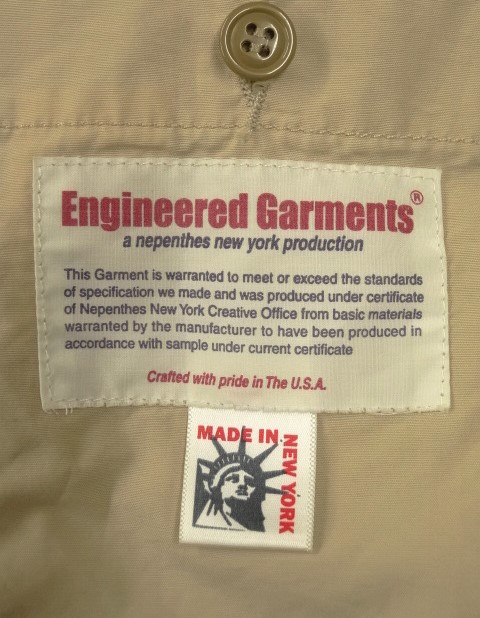 Engineered Garments®
a nepenthes new york production
This Garment is warranted to meet or exceed the standards
of specification we made and was produced under certificate
of Nepenthes New York Creative Office from basic materials
warranted by the manufacturer to have been produced in
accordance with sample under current certificate
Crafted with pride in The U.S.A.
MADE IN
NEW YORK